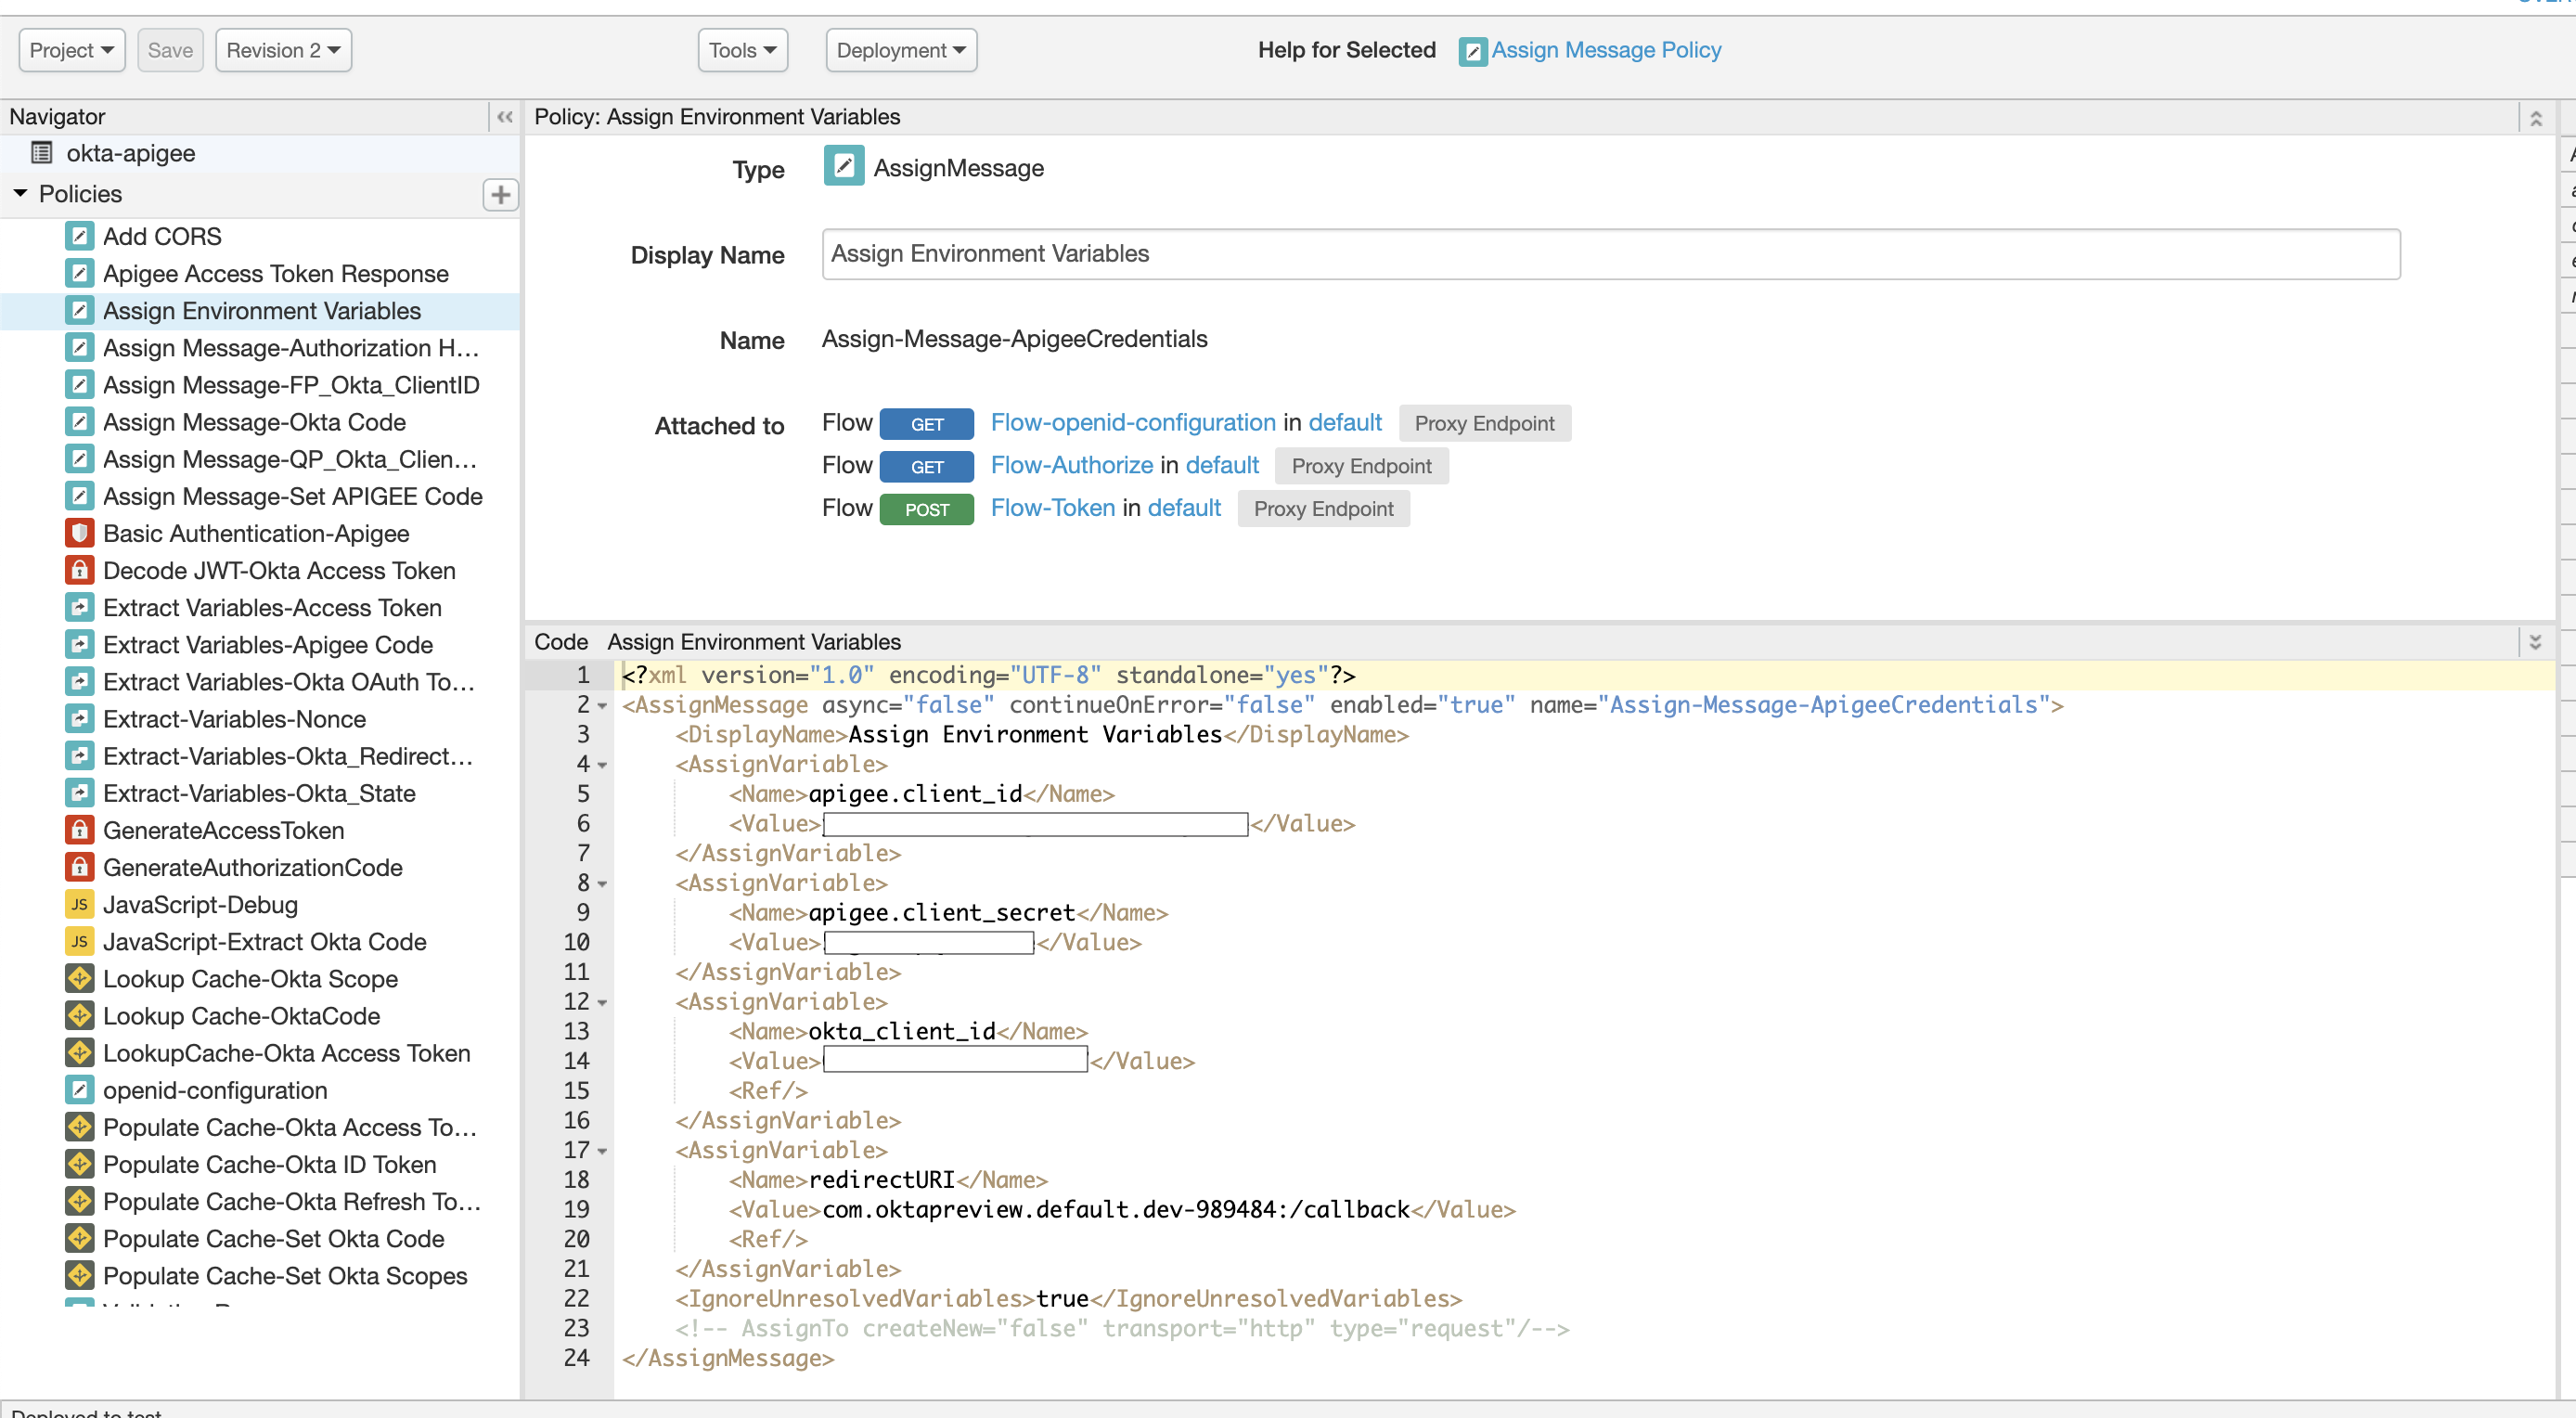 Project Save Revision 2 Tools Deployment Help for Selected Assign Message Policy
Navigator
okta-apigee
Policies
Add CORS
Apigee Access Token Response
Assign Environment Variables
Assign Message-Authorization H...
Assign Message-FP_Okta_ClientID
Assign Message-Okta Code
Assign Message-QP_Okta_Clien...
Assign Message-Set APIGEE Code
Basic Authentication-Apigee
Decode JWT-Okta Access Token
Extract Variables-Access Token
Extract Variables-Apigee Code
Extract Variables-Okta OAuth To...
Extract-Variables-Nonce
Extract-Variables-Okta_Redirect...
Extract-Variables-Okta_State
GenerateAccessToken
GenerateAuthorizationCode
JS JavaScript-Debug
JS JavaScript-Extract Okta Code
Lookup Cache-Okta Scope
Lookup Cache-OktaCode
LookupCache-Okta Access Token
openid-configuration
Populate Cache-Okta Access To...
Populate Cache-Okta ID Token
Populate Cache-Okta Refresh To...
Populate Cache-Set Okta Code
Populate Cache-Set Okta Scopes
Policy: Assign Environment Variables
Type AssignMessage
Display Name Assign Environment Variables
Name Assign-Message-ApigeeCredentials
Attached to Flow GET Flow-openid-configuration in default Proxy Endpoint
Flow GET Flow-Authorize in default Proxy Endpoint
Flow POST Flow-Token in default Proxy Endpoint
Code Assign Environment Variables
1 <?xml version="1.0" encoding="UTF-8" standalone="yes"?>
2 <AssignMessage async="false" continueOnError="false" enabled="true" name="Assign-Message-ApigeeCredentials">
3 <DisplayName>Assign Environment Variables</DisplayName>
4 <AssignVariable>
5 <Name>apigee.client_id</Name>
6 <Value></Value>
7 </AssignVariable>
8 <AssignVariable>
9 <Name>apigee.client_secret</Name>
10 <Value></Value>
11 </AssignVariable>
12 <AssignVariable>
13 <Name>okta_client_id</Name>
14 <Value></Value>
15 <Ref/>
16 </AssignVariable>
17 <AssignVariable>
18 <Name>redirectURI</Name>
19 <Value>com.oktapreview.default.dev-989484:/callback</Value>
20 <Ref/>
21 </AssignVariable>
22 <IgnoreUnresolvedVariables>true</IgnoreUnresolvedVariables>
23 <!-- AssignTo createNew="false" transport="http" type="request"/-->
24 </AssignMessage>
Deployed to test